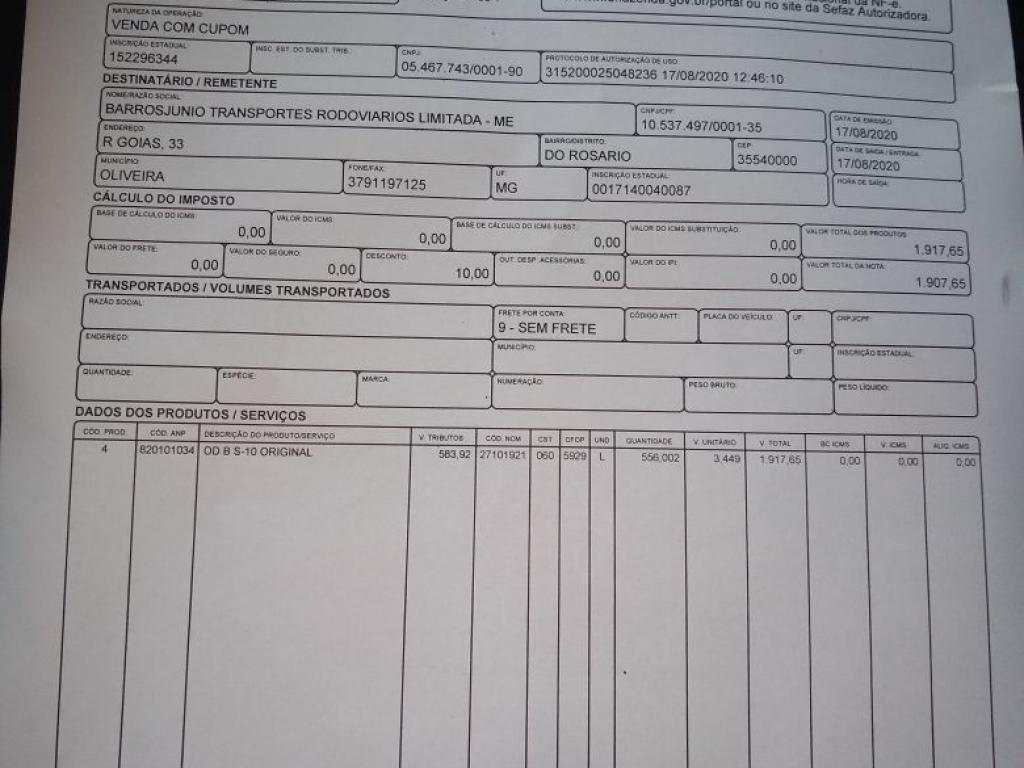 da NF-e.
ou no site da Sefaz Autorizadora.
NATUREZA DA OPERAÇÃO:
VENDA COM CUPOM
INSCRIÇÃO ESTADUAL: INSC. EST. DO SUBST. TRIB. CNPJ: PROTOCOLO DE AUTORIZAÇÃO DE USO
152296344 05.467.743/0001-90 315200025048236 17/08/2020 12:46:10
DESTINATÁRIO / REMETENTE
NOME/RAZÃO SOCIAL: CNPJ/CPF: DATA DE EMISSÃO
BARROSJUNIO TRANSPORTES RODOVIARIOS LIMITADA - ME 10.537.497/0001-35 17/08/2020
ENDEREÇO: BAIRRO/DISTRITO: CEP: DATA DE SAÍDA / ENTRADA
R GOIAS, 33 DO ROSARIO 35540000 17/08/2020
MUNICÍPIO: FONE/FAX: UF: INSCRIÇÃO ESTADUAL: HORA DE SAÍDA:
OLIVEIRA 3791197125 MG 0017140040087
CÁLCULO DO IMPOSTO
BASE DE CÁLCULO DO ICMS: VALOR DO ICMS: BASE DE CÁLCULO DO ICMS SUBST.: VALOR DO ICMS SUBSTITUIÇÃO: VALOR TOTAL DOS PRODUTOS
0,00 0,00 0,00 0,00 1.917,65
VALOR DO FRETE: VALOR DO SEGURO: DESCONTO: OUT. DESP. ACESSÓRIAS: VALOR DO IPI: VALOR TOTAL DA NOTA:
0,00 0,00 10,00 0,00 0,00 1.907,65
TRANSPORTADOS / VOLUMES TRANSPORTADOS
RAZÃO SOCIAL: FRETE POR CONTA: CÓDIGO ANTT: PLACA DO VEÍCULO: UF: CNPJ/CPF:
9 - SEM FRETE
ENDEREÇO: MUNICÍPIO: UF: INSCRIÇÃO ESTADUAL:
QUANTIDADE: ESPÉCIE: MARCA: NUMERAÇÃO: PESO BRUTO: PESO LÍQUIDO:
DADOS DOS PRODUTOS / SERVIÇOS
CÓD. PROD. CÓD. ANP DESCRIÇÃO DO PRODUTO/SERVIÇO V. TRIBUTOS CÓD. NCM CST CFOP UND QUANTIDADE V. UNITÁRIO V. TOTAL BC ICMS V. ICMS ALIQ. ICMS
4 820101034 OD B S-10 ORIGINAL 583,92 27101921 060 5929 L 556,002 3,449 1.917,65 0,00 0,00 0,00